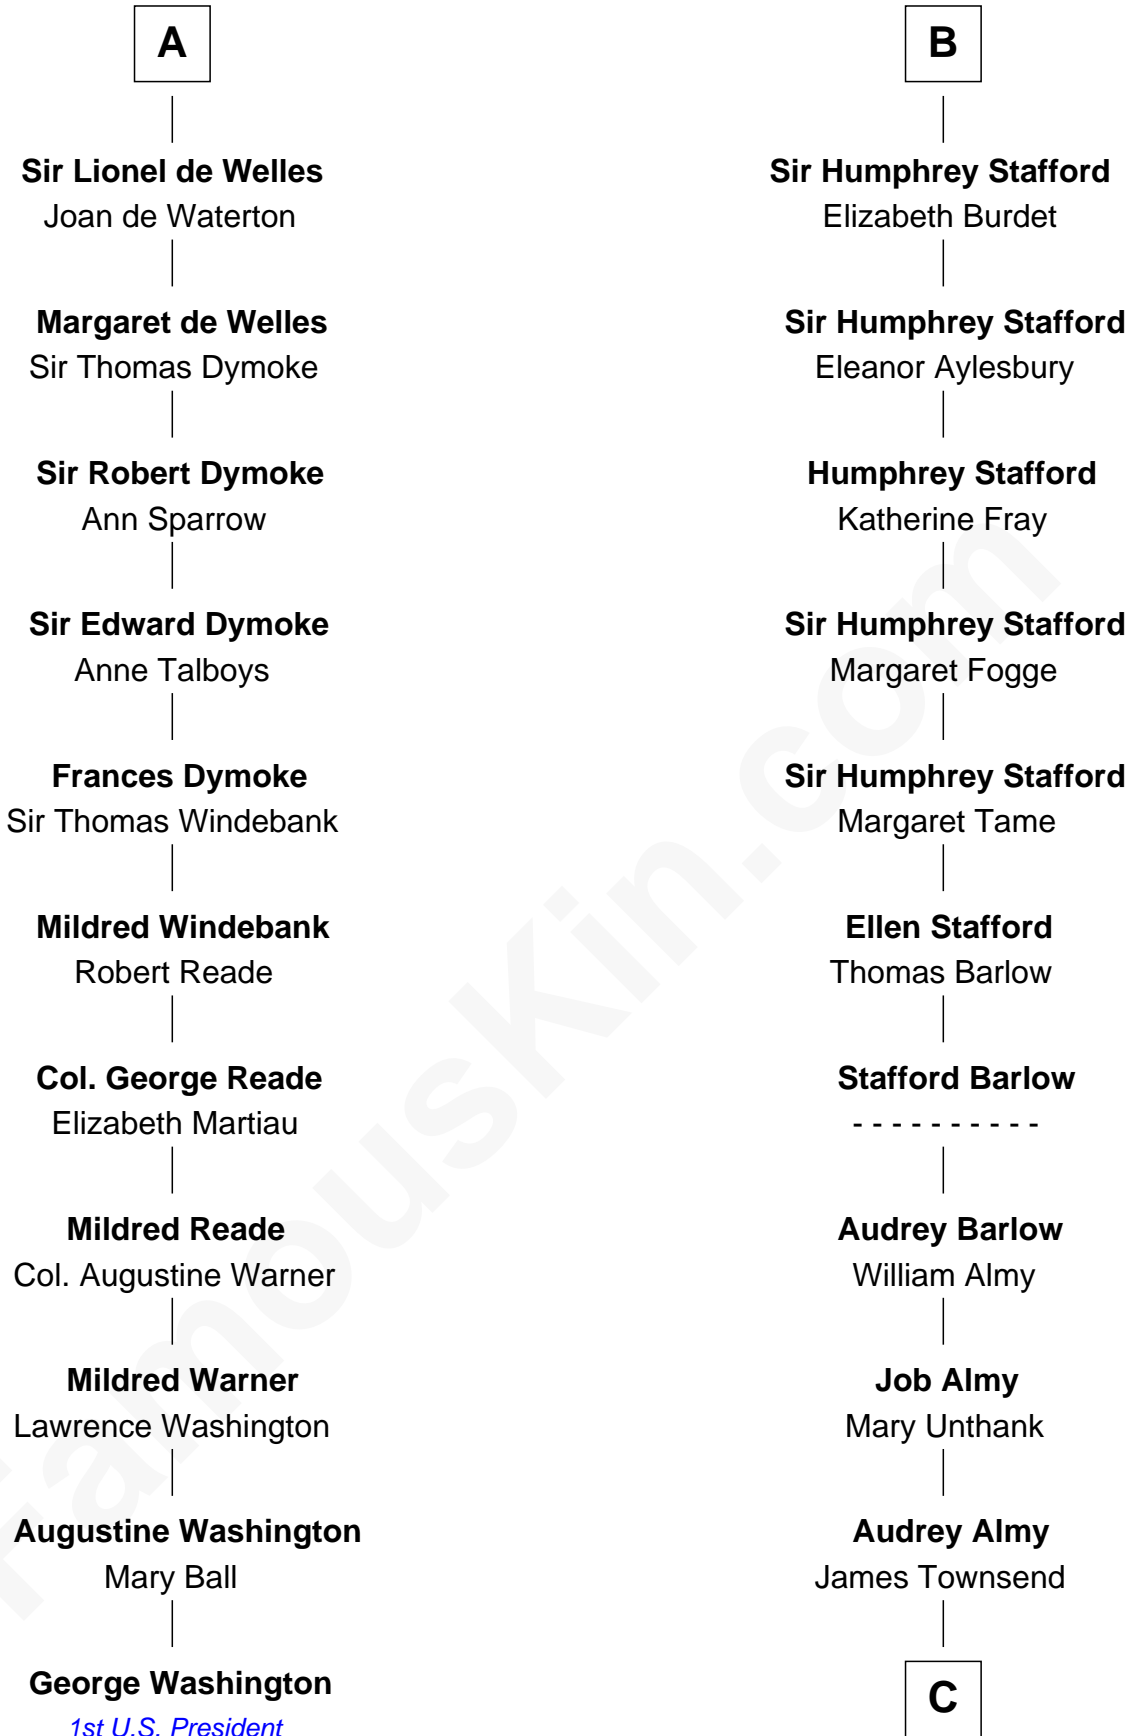 A
Sir Lionel de Welles
Joan de Waterton
Margaret de Welles
Sir Thomas Dymoke
Sir Robert Dymoke
Ann Sparrow
Sir Edward Dymoke
Anne Talboys
Frances Dymoke
Sir Thomas Windebank
Mildred Windebank
Robert Reade
Col. George Reade
Elizabeth Martiau
Mildred Reade
Col. Augustine Warner
Mildred Warner
Lawrence Washington
Augustine Washington
Mary Ball
George Washington
1st U.S. President
B
Sir Humphrey Stafford
Elizabeth Burdet
Sir Humphrey Stafford
Eleanor Aylesbury
Humphrey Stafford
Katherine Fray
Sir Humphrey Stafford
Margaret Fogge
Sir Humphrey Stafford
Margaret Tame
Ellen Stafford
Thomas Barlow
Stafford Barlow
- - - - - - - - - -
Audrey Barlow
William Almy
Job Almy
Mary Unthank
Audrey Almy
James Townsend
C
FamousKin.com